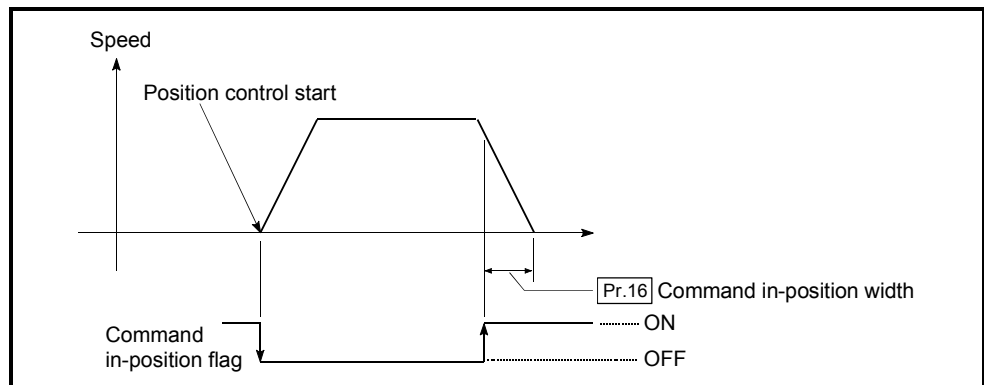 Speed
Position control start
Pr.16 Command in-position width
Command
in-position flag
ON
OFF